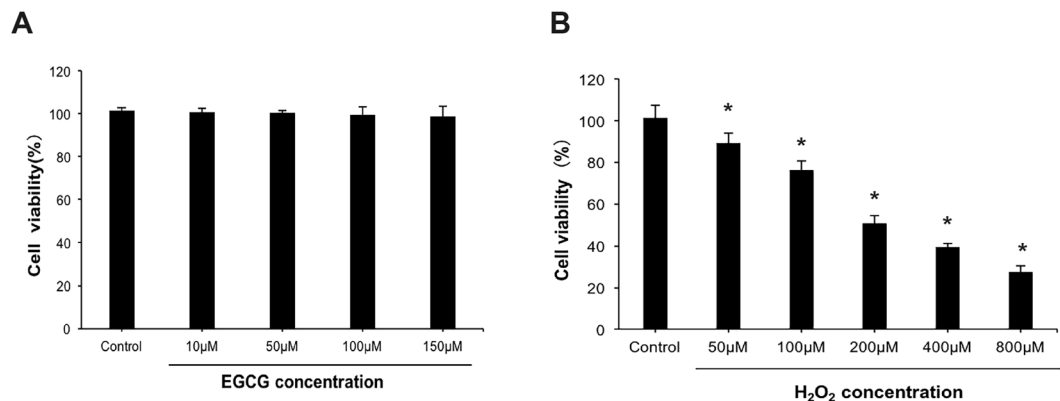 A
Cell viability(%)
120
100
80
60
40
20
0
Control
10μM
50μM
100μM
150μM
EGCG concentration
B
Cell viability (%)
120
100
80
60
40
20
0
*
*
*
*
*
Control
50μM
100μM
200μM
400μM
800μM
H₂O₂ concentration